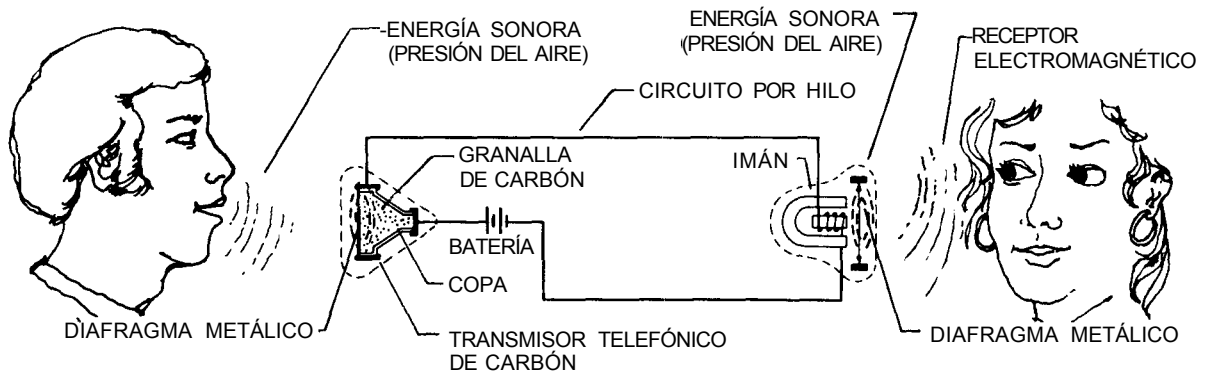 ENERGÍA SONORA
(PRESIÓN DEL AIRE)
ENERGÍA SONORA
(PRESIÓN DEL AIRE)
RECEPTOR
ELECTROMAGNÉTICO
CIRCUITO POR HILO
GRANALLA
DE CARBÓN
IMÁN
BATERÍA
COPA
DIAFRAGMA METÁLICO
TRANSMISOR TELEFÓNICO
DE CARBÓN
DIAFRAGMA METÁLICO